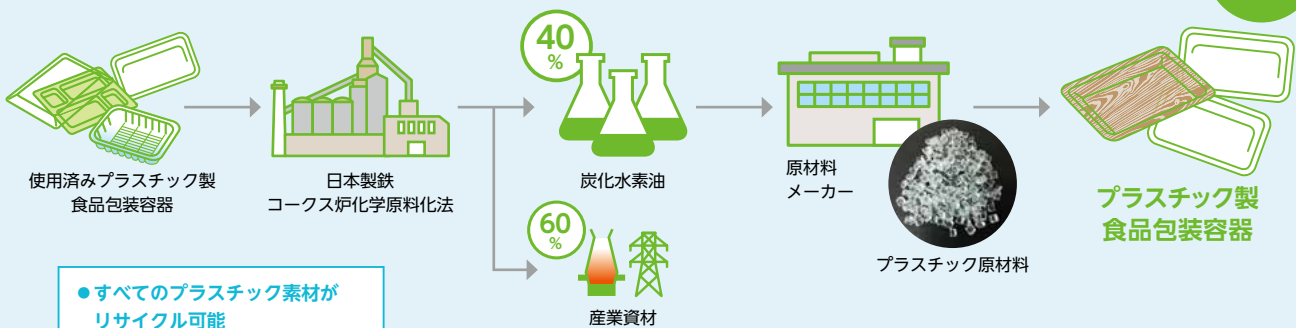 使用済みプラスチック製
食品包装容器
日本製鉄
コークス炉化学原料化法
40
%
炭化水素油
60
%
産業資材
原材料
メーカー
プラスチック原材料
プラスチック製
食品包装容器
●すべてのプラスチック素材が
リサイクル可能